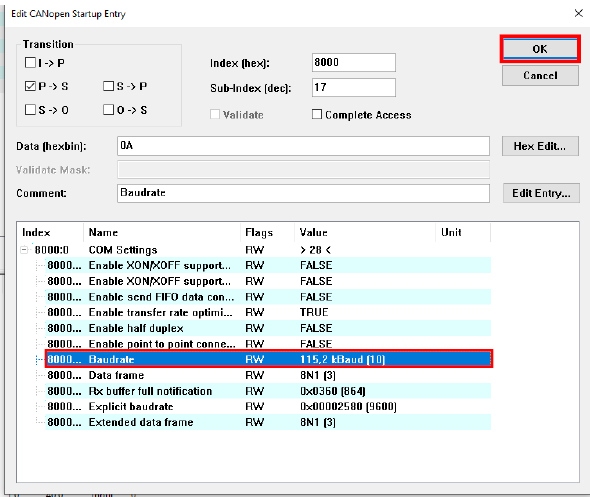 Edit CANopen Startup Entry
Transition
I -> P
P -> S S -> P
S -> O O -> S
Index (hex): 8000
Sub-Index (dec): 17
Validate Complete Access
OK
Cancel
Data (hexbin): 0A Hex Edit...
Validate Mask:
Comment: Baudrate Edit Entry...
Index Name Flags Value Unit
8000:0 COM Settings RW > 28 <
8000... Enable XON/XOFF support... RW FALSE
8000... Enable XON/XOFF support... RW FALSE
8000... Enable send FIFO data con... RW FALSE
8000... Enable transfer rate optimi... RW TRUE
8000... Enable half duplex RW FALSE
8000... Enable point to point conne... RW FALSE
8000... Baudrate RW 115,2 kBaud (10)
8000... Data frame RW 8N1 (3)
8000... Rx buffer full notification RW 0x0360 (864)
8000... Explicit baudrate RW 0x00002580 (9600)
8000... Extended data frame RW 8N1 (3)